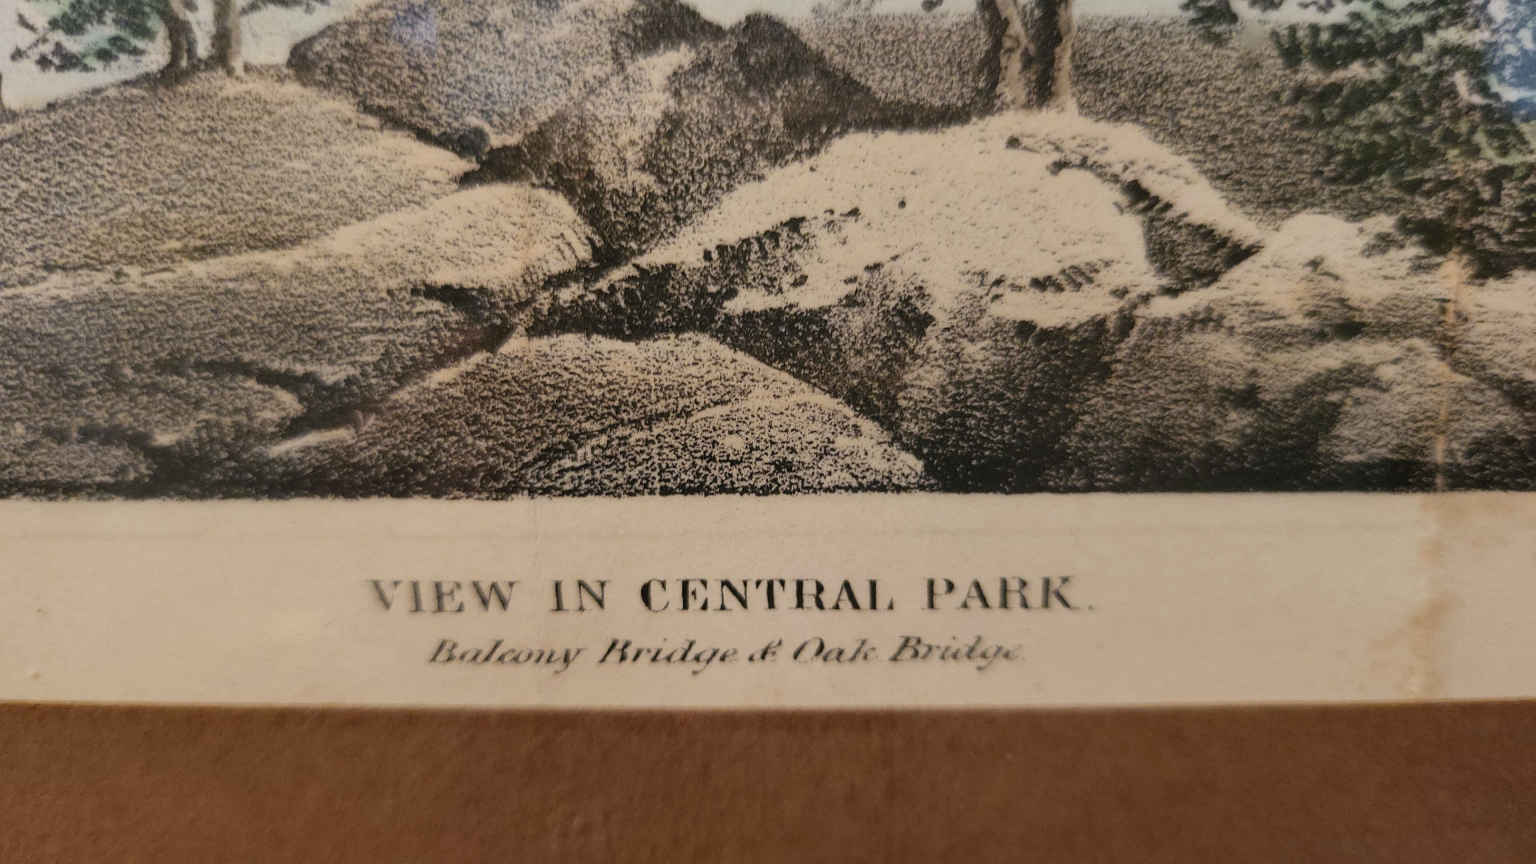 VIEW IN CENTRAL PARK.
Balcony Bridge & Oak Bridge.